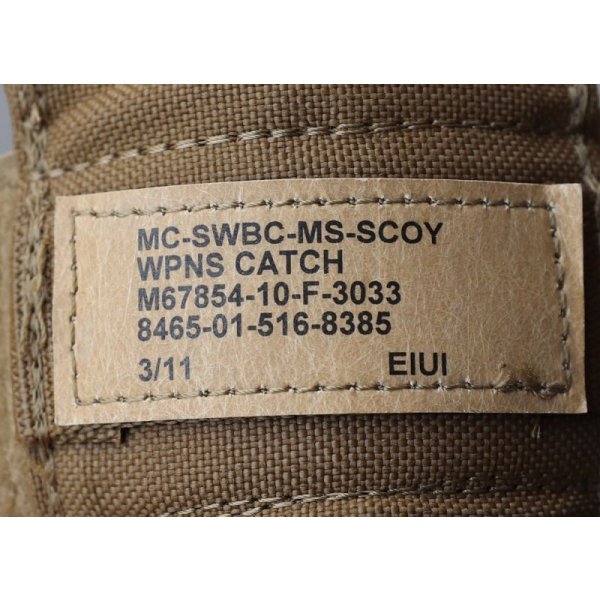 MC-SWBC-MS-SCOY
WPNS CATCH
M67854-10-F-3033
8465-01-516-8385
3/11 EIUI